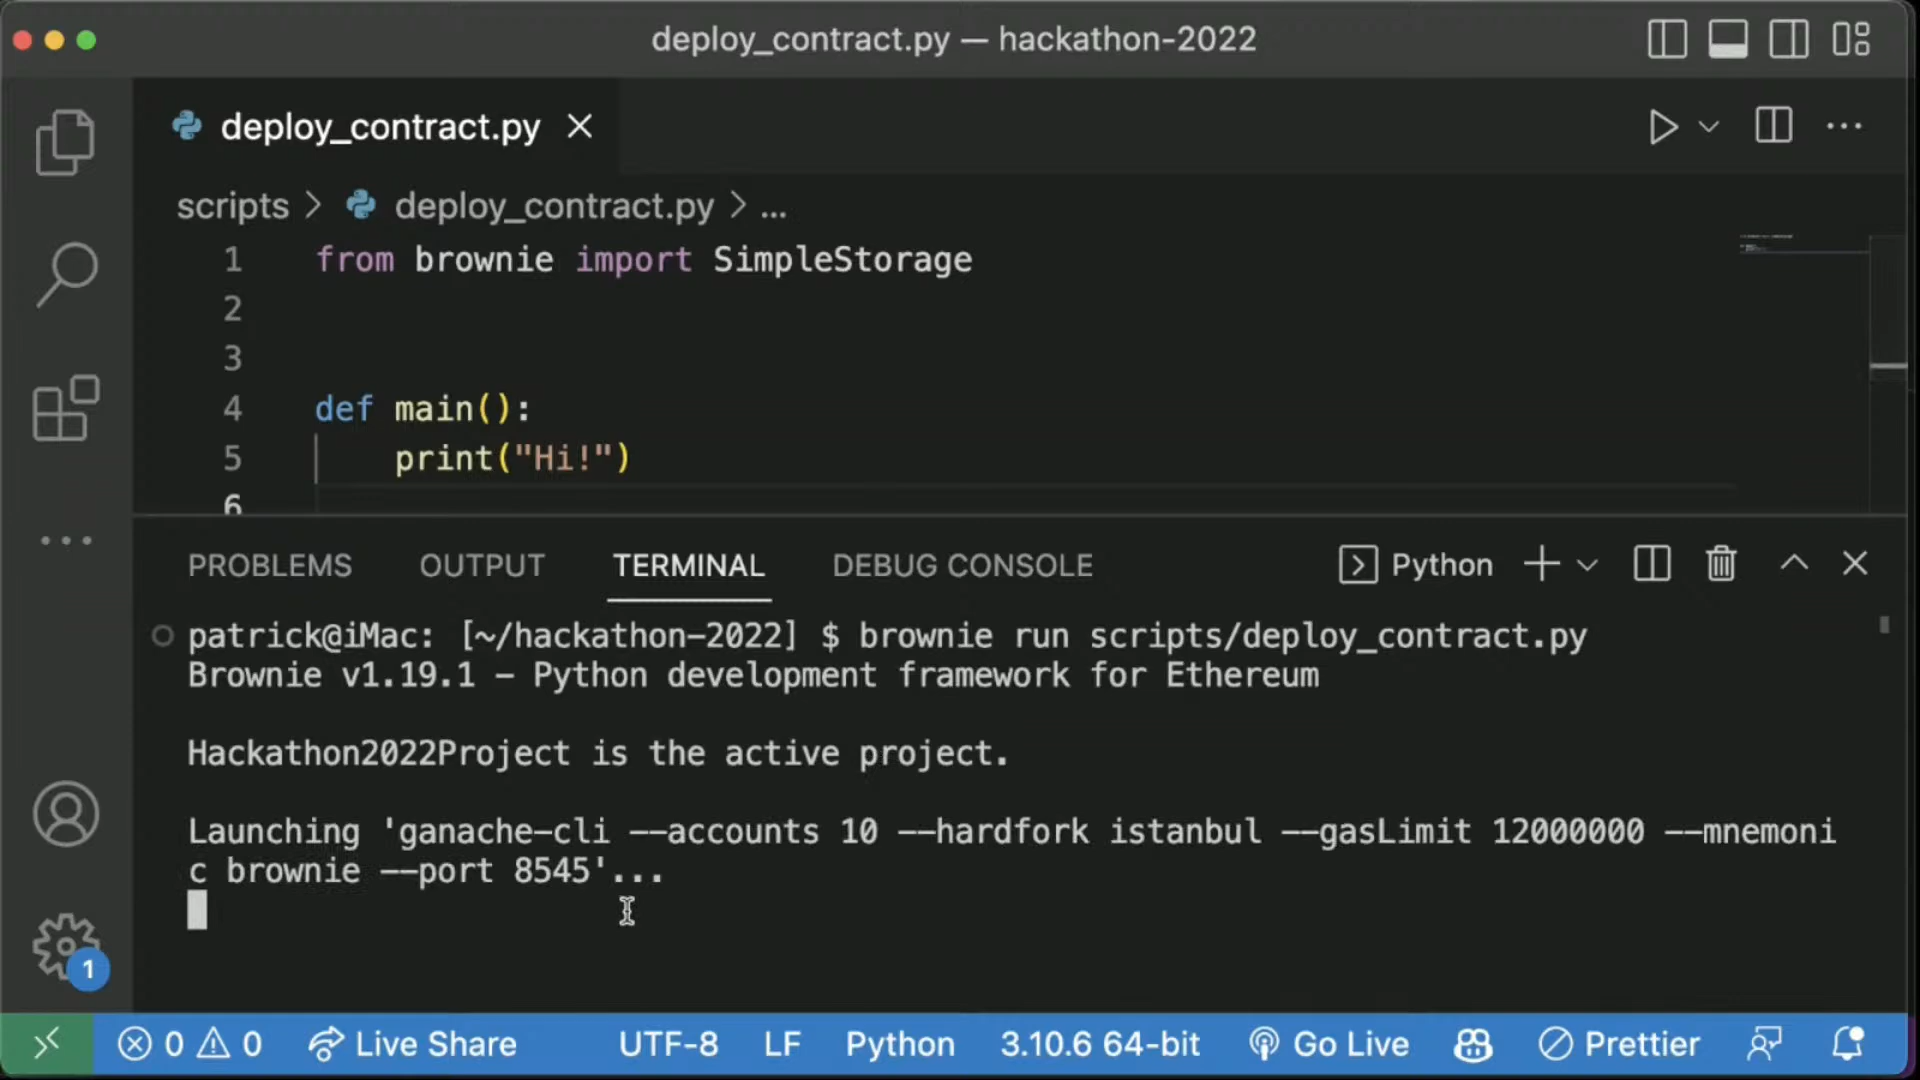 deploy_contract.py — hackathon-2022
deploy_contract.py
scripts > deploy_contract.py > ...
1 from brownie import SimpleStorage
2
3
4 def main():
5     print("Hi!")
6
PROBLEMS OUTPUT TERMINAL DEBUG CONSOLE Python
patrick@iMac: [~/hackathon-2022] $ brownie run scripts/deploy_contract.py
Brownie v1.19.1 - Python development framework for Ethereum
Hackathon2022Project is the active project.
Launching 'ganache-cli --accounts 10 --hardfork istanbul --gasLimit 12000000 --mnemoni
c brownie --port 8545'...
1
0 0 Live Share UTF-8 LF Python 3.10.6 64-bit Go Live Prettier